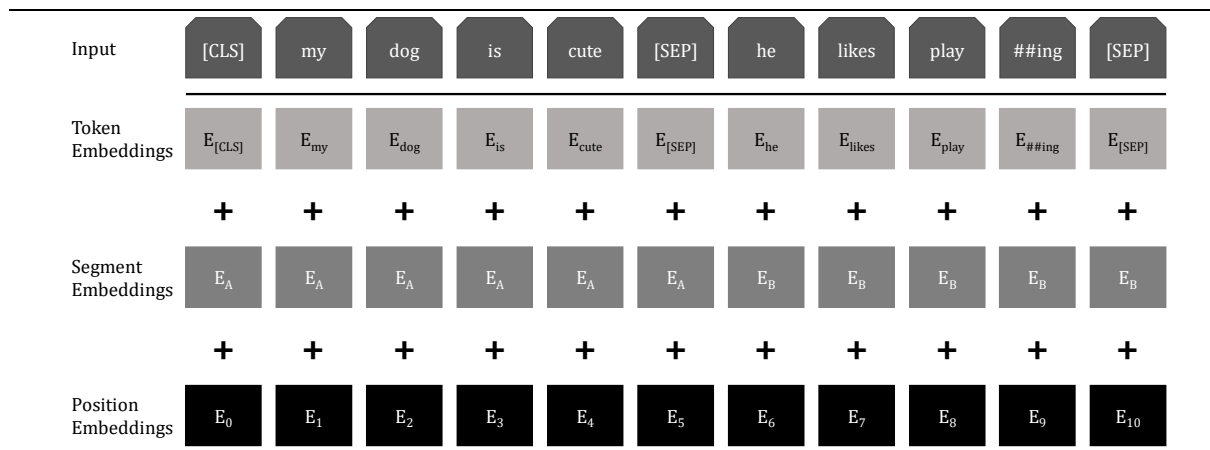 Input [CLS] my dog is cute [SEP] he likes play ##ing [SEP]
Token
Embeddings E[CLS] Emy Edog Eis Ecute E[SEP] Ehe Elikes Eplay E##ing E[SEP]
+ + + + + + + + + + +
Segment
Embeddings EA EA EA EA EA EA EB EB EB EB EB
+ + + + + + + + + + +
Position
Embeddings E0 E1 E2 E3 E4 E5 E6 E7 E8 E9 E10